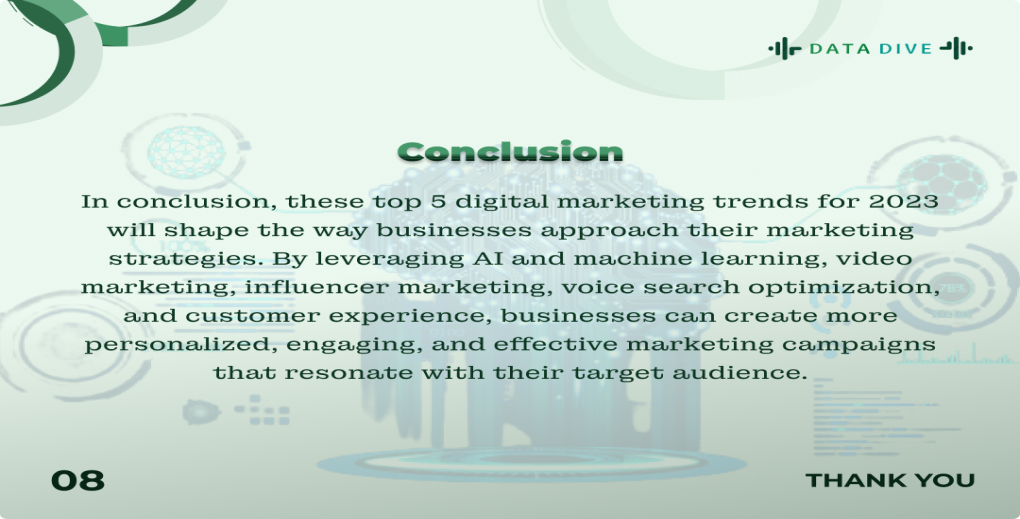 DATA DIVE
Conclusion
In conclusion, these top 5 digital marketing trends for 2023
will shape the way businesses approach their marketing
strategies. By leveraging AI and machine learning, video
marketing, influencer marketing, voice search optimization,
and customer experience, businesses can create more
personalized, engaging, and effective marketing campaigns
that resonate with their target audience.
100%
78%
08
THANK YOU